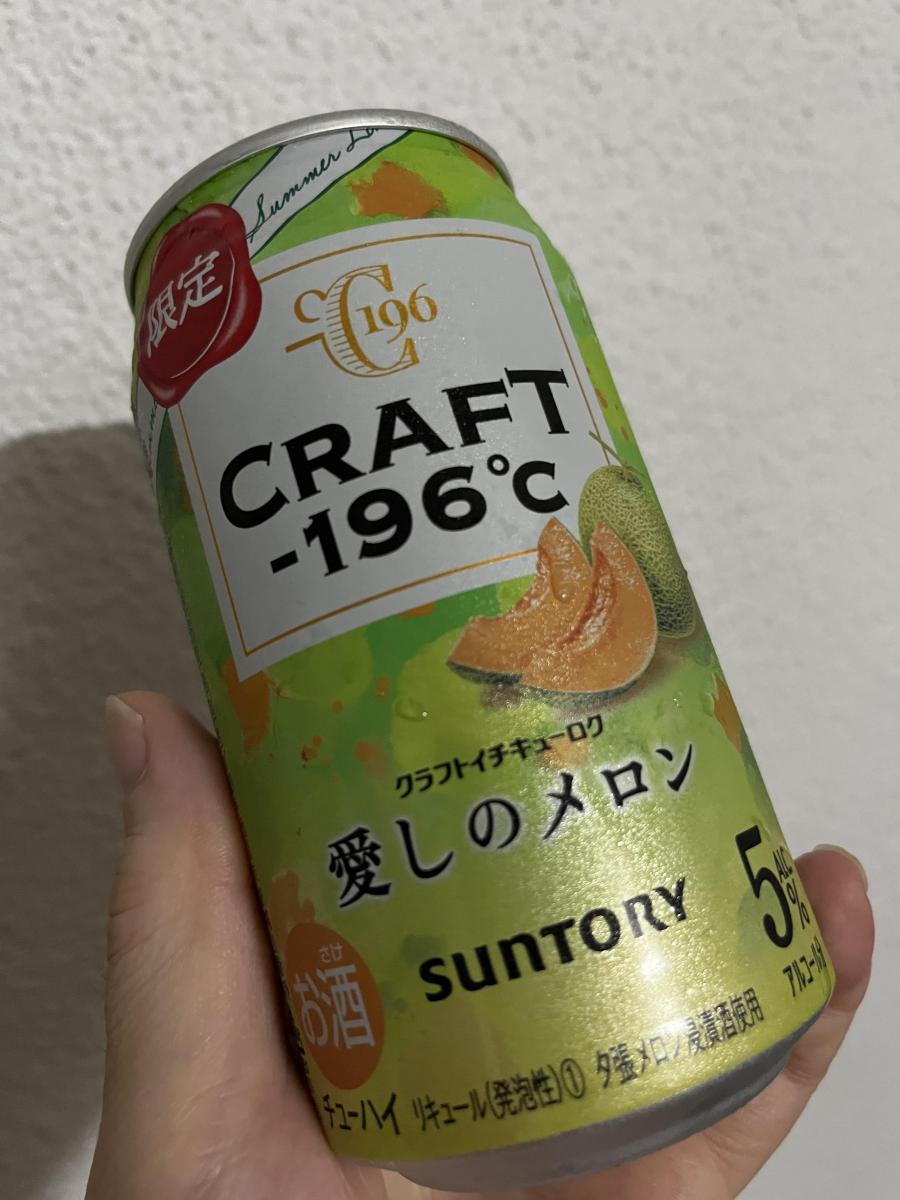 Summer
限定
-C196
CRAFT
-196℃
クラフトイチキューロク
愛しのメロン
SUNTORY
ALC.
5%
アルコール分
さけ
お酒
チューハイ リキュール(発泡性)① 夕張メロン浸漬酒使用